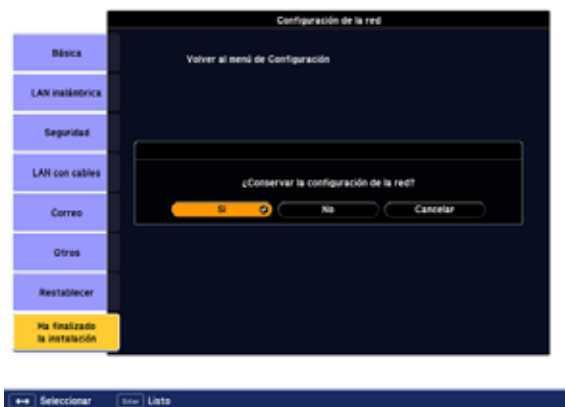 Configuración de la red
Básica
Volver al menú de Configuración
LAN inalámbrica
Seguridad
LAN con cables
¿Conservar la configuración de la red?
Sí
No
Cancelar
Correo
Otros
Restablecer
Ha finalizado
la instalación
Seleccionar
Enter
Listo